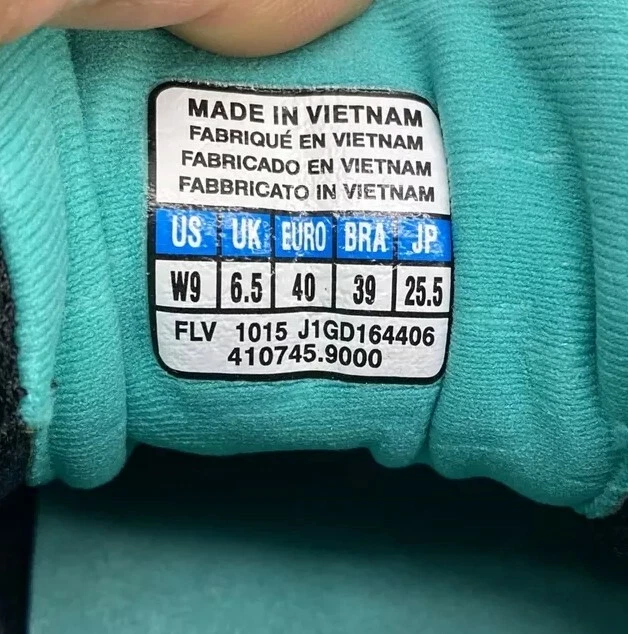 MADE IN VIETNAM
FABRIQUÉ EN VIETNAM
FABRICADO EN VIETNAM
FABBRICATO IN VIETNAM
US UK EURO BRA JP
W9 6.5 40 39 25.5
FLV 1015 J1GD164406
410745.9000